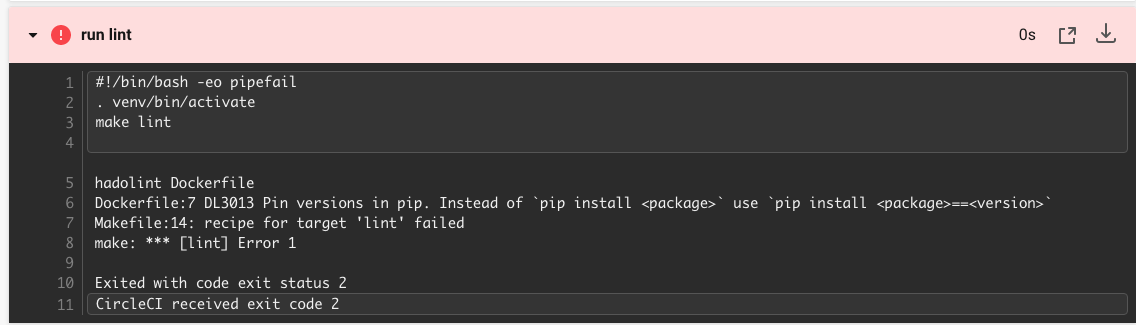 run lint
0s
1 #!/bin/bash -eo pipefail
2 . venv/bin/activate
3 make lint
4
5 hadolint Dockerfile
6 Dockerfile:7 DL3013 Pin versions in pip. Instead of `pip install <package>` use `pip install <package>==<version>`
7 Makefile:14: recipe for target 'lint' failed
8 make: *** [lint] Error 1
9
10 Exited with code exit status 2
11 CircleCI received exit code 2